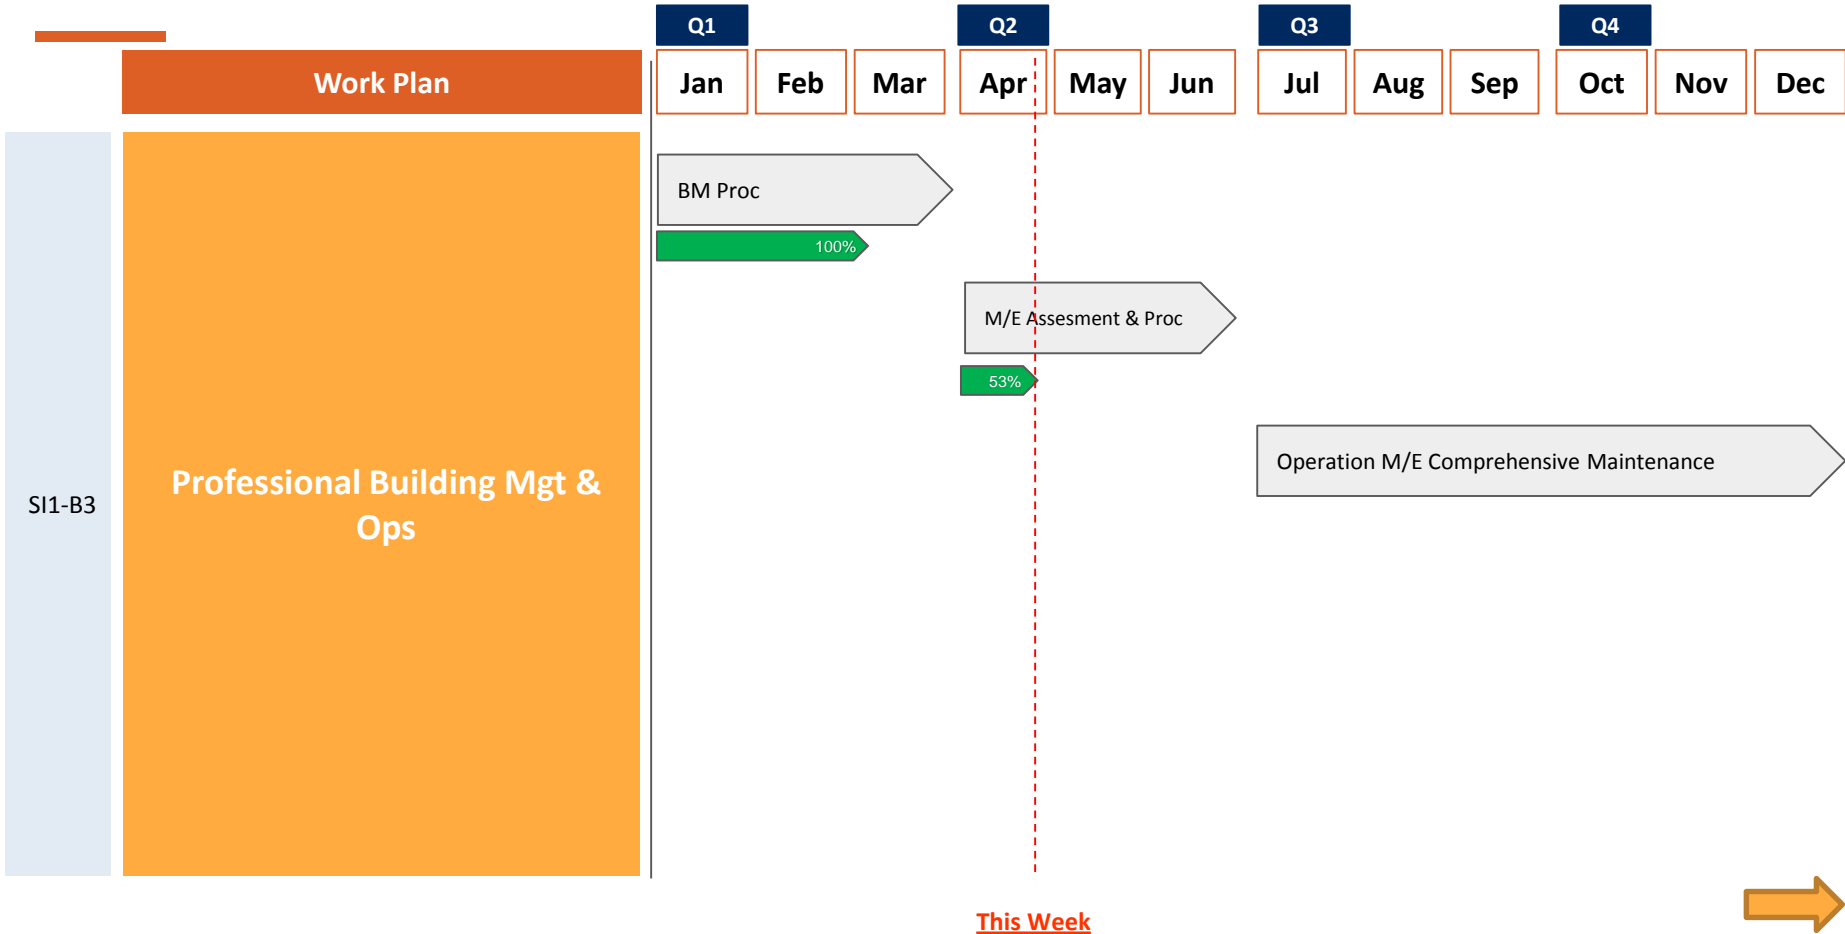 Q1 Q2 Q3 Q4
Work Plan Jan Feb Mar Apr May Jun Jul Aug Sep Oct Nov Dec
BM Proc
100%
M/E Assesment & Proc
53%
Operation M/E Comprehensive Maintenance
SI1-B3
Professional Building Mgt &
Ops
This Week